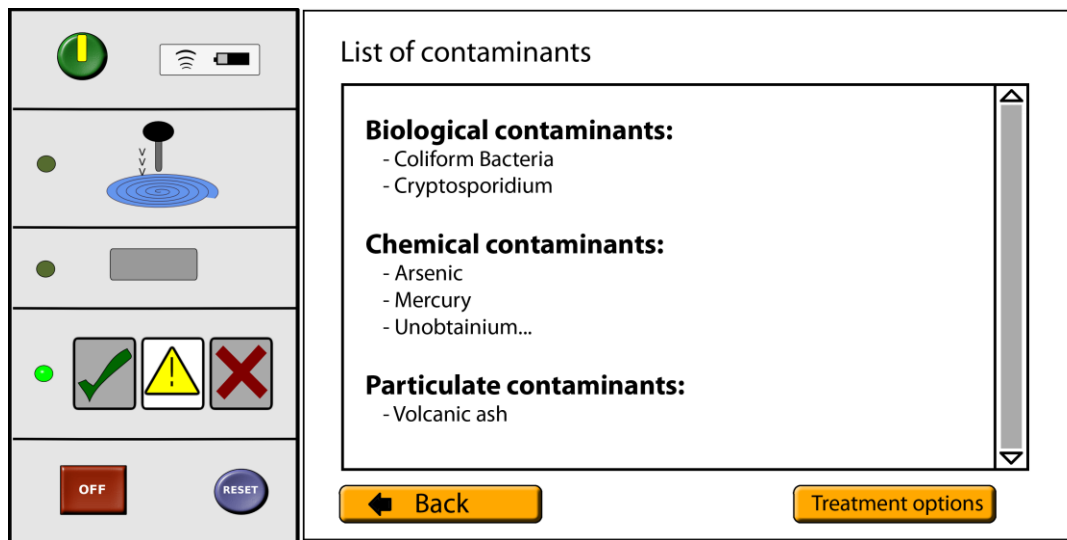 OFF
RESET
List of contaminants
Biological contaminants:
- Coliform Bacteria
- Cryptosporidium
Chemical contaminants:
- Arsenic
- Mercury
- Unobtainium...
Particulate contaminants:
- Volcanic ash
Back
Treatment options